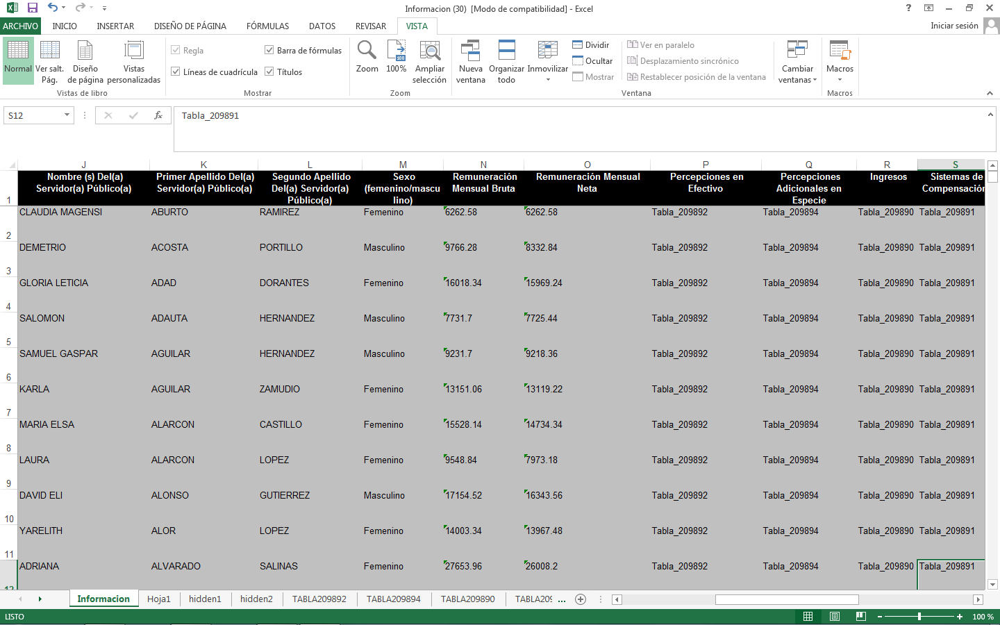 Informacion (30)  [Modo de compatibilidad] - Excel
ARCHIVO INICIO INSERTAR DISEÑO DE PÁGINA FÓRMULAS DATOS REVISAR VISTA Iniciar sesión
Normal Ver salt. Pág. Diseño de página Vistas personalizadas
Vistas de libro
Regla Barra de fórmulas
Líneas de cuadrícula Títulos
Mostrar
Zoom 100% Ampliar selección
Zoom
Nueva ventana Organizar todo Inmovilizar
Dividir
Ocultar
Mostrar
Ver en paralelo
Desplazamiento sincrónico
Restablecer posición de la ventana
Cambiar ventanas
Ventana
Macros
Macros
S12 fx Tabla_209891
J K L M N O P Q R S
1 Nombre (s) Del(a) Servidor(a) Público(a) Primer Apellido Del(a) Servidor(a) Público(a) Segundo Apellido Del(a) Servidor(a) Público(a) Sexo (femenino/masculino) Remuneración Mensual Bruta Remuneración Mensual Neta Percepciones en Efectivo Percepciones Adicionales en Especie Ingresos Sistemas de Compensación
2 CLAUDIA MAGENSI ABURTO RAMIREZ Femenino 6262.58 6262.58 Tabla_209892 Tabla_209894 Tabla_209890 Tabla_209891
3 DEMETRIO ACOSTA PORTILLO Masculino 9766.28 8332.84 Tabla_209892 Tabla_209894 Tabla_209890 Tabla_209891
4 GLORIA LETICIA ADAD DORANTES Femenino 16018.34 15969.24 Tabla_209892 Tabla_209894 Tabla_209890 Tabla_209891
5 SALOMON ADAUTA HERNANDEZ Masculino 7731.7 7725.44 Tabla_209892 Tabla_209894 Tabla_209890 Tabla_209891
6 SAMUEL GASPAR AGUILAR HERNANDEZ Masculino 9231.7 9218.36 Tabla_209892 Tabla_209894 Tabla_209890 Tabla_209891
7 KARLA AGUILAR ZAMUDIO Femenino 13151.06 13119.22 Tabla_209892 Tabla_209894 Tabla_209890 Tabla_209891
8 MARIA ELSA ALARCON CASTILLO Femenino 15528.14 14734.34 Tabla_209892 Tabla_209894 Tabla_209890 Tabla_209891
9 LAURA ALARCON LOPEZ Femenino 9548.84 7973.18 Tabla_209892 Tabla_209894 Tabla_209890 Tabla_209891
10 DAVID ELI ALONSO GUTIERREZ Masculino 17154.52 16343.56 Tabla_209892 Tabla_209894 Tabla_209890 Tabla_209891
11 YARELITH ALOR LOPEZ Femenino 14003.34 13967.48 Tabla_209892 Tabla_209894 Tabla_209890 Tabla_209891
12 ADRIANA ALVARADO SALINAS Femenino 27653.96 26008.2 Tabla_209892 Tabla_209894 Tabla_209890 Tabla_209891
Informacion Hoja1 hidden1 hidden2 TABLA209892 TABLA209894 TABLA209890 TABLA209 ...
LISTO 100 %